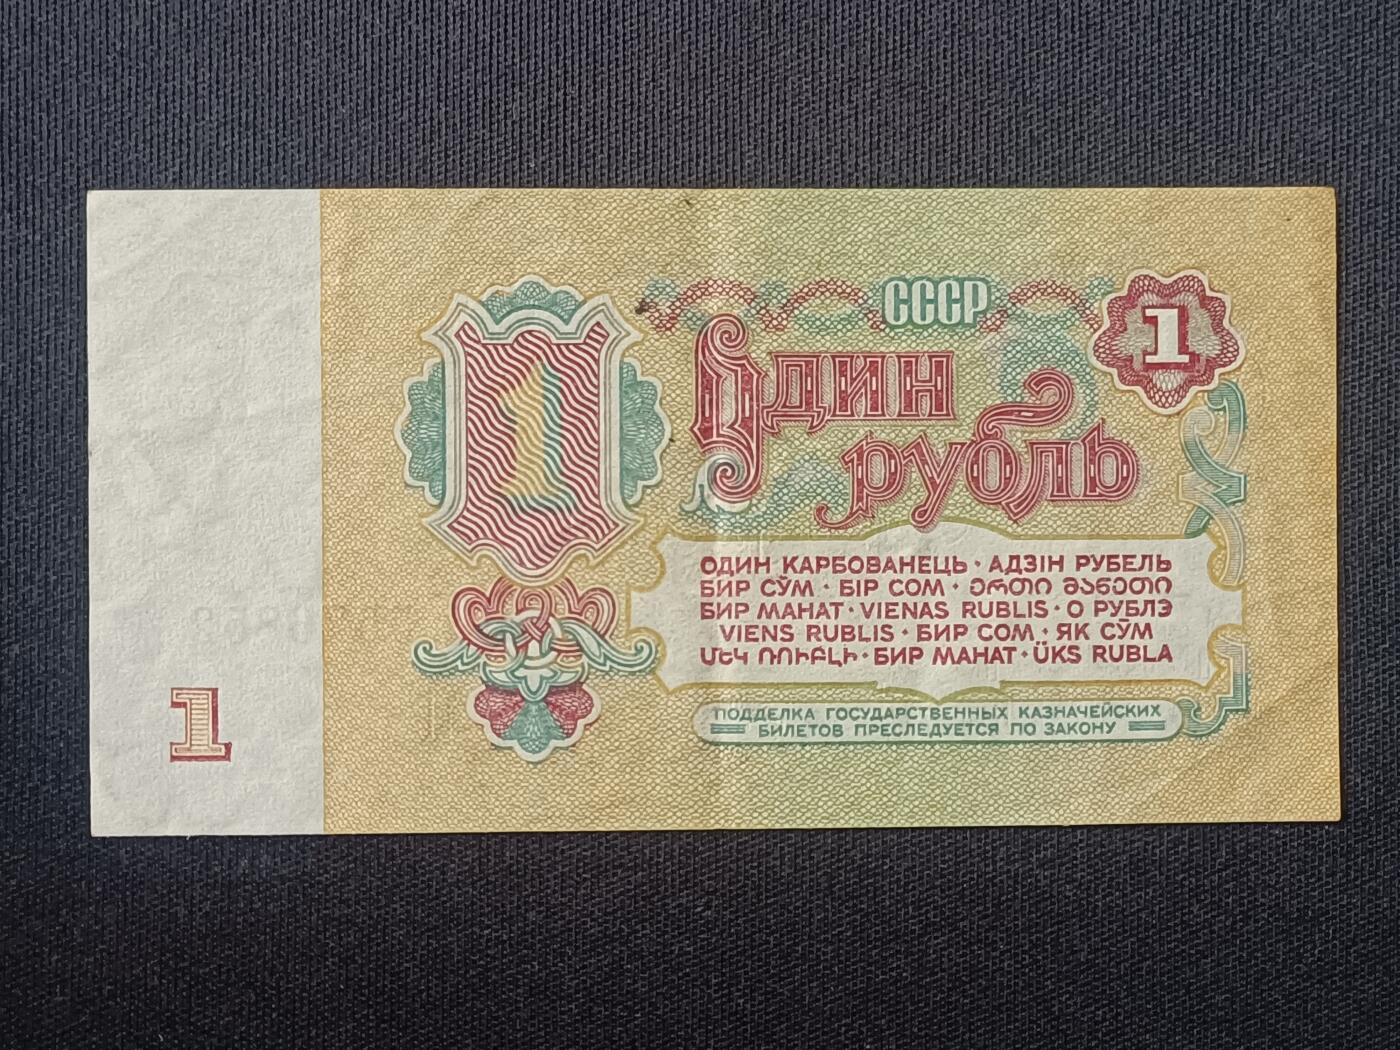 СССР
1
1
Один
рубль
ОДИН КАРБОВАНЕЦЬ · АДЗІН РУБЕЛЬ
БИР СЎМ · БІР СОМ · ᲔᲠᲗᲘ ᲛᲐᲜᲔᲗᲘ
БИР МАНАТ · VIENAS RUBLIS · О РУБЛЭ
VIENS RUBLIS · БИР СОМ · ЯК СӮМ
ՄԵԿ ՌՈՒԲԼԻ · БИР МАНАТ · ÜKS RUBLA
ПОДДЕЛКА ГОСУДАРСТВЕННЫХ КАЗНАЧЕЙСКИХ
БИЛЕТОВ ПРЕСЛЕДУЕТСЯ ПО ЗАКОНУ
1